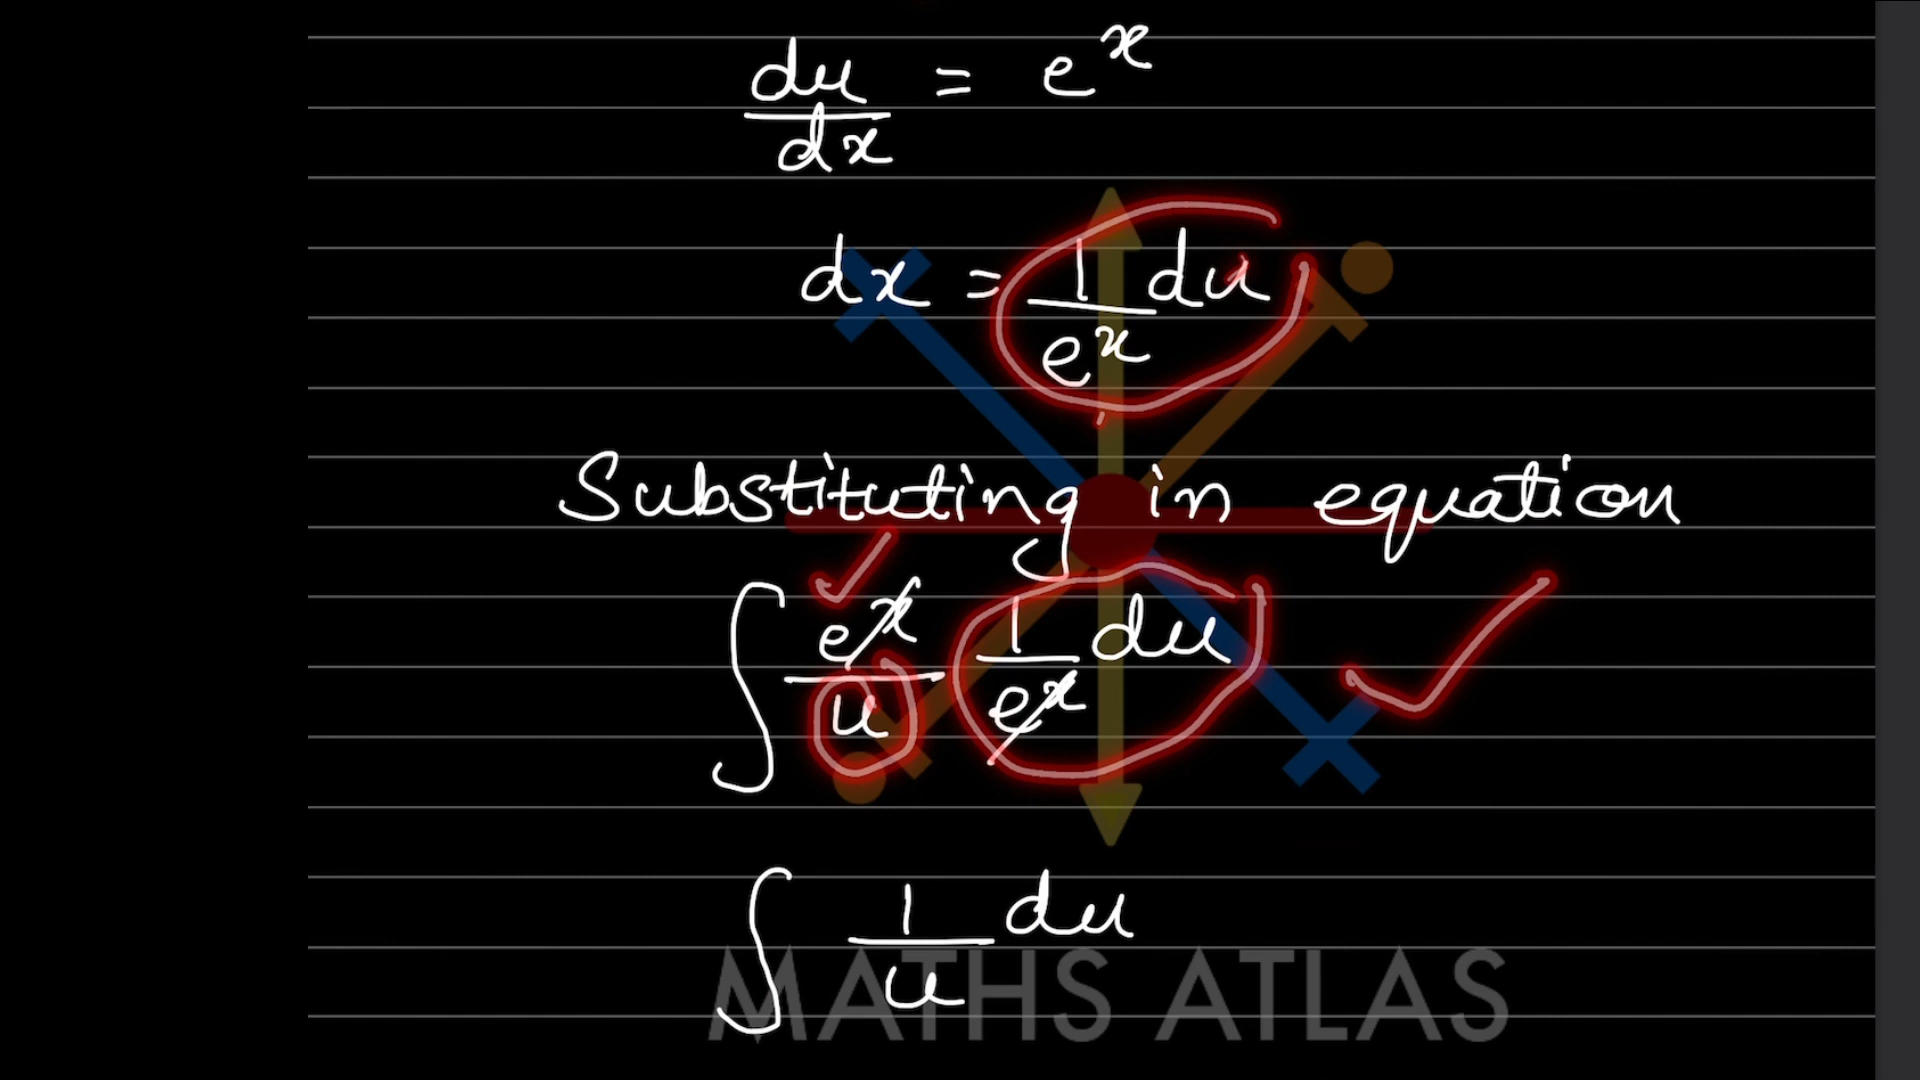 du/dx = e^x
dx = 1/e^x du
Substituting in equation
∫ e^x/u 1/e^x du
∫ 1/u du
MATHS ATLAS